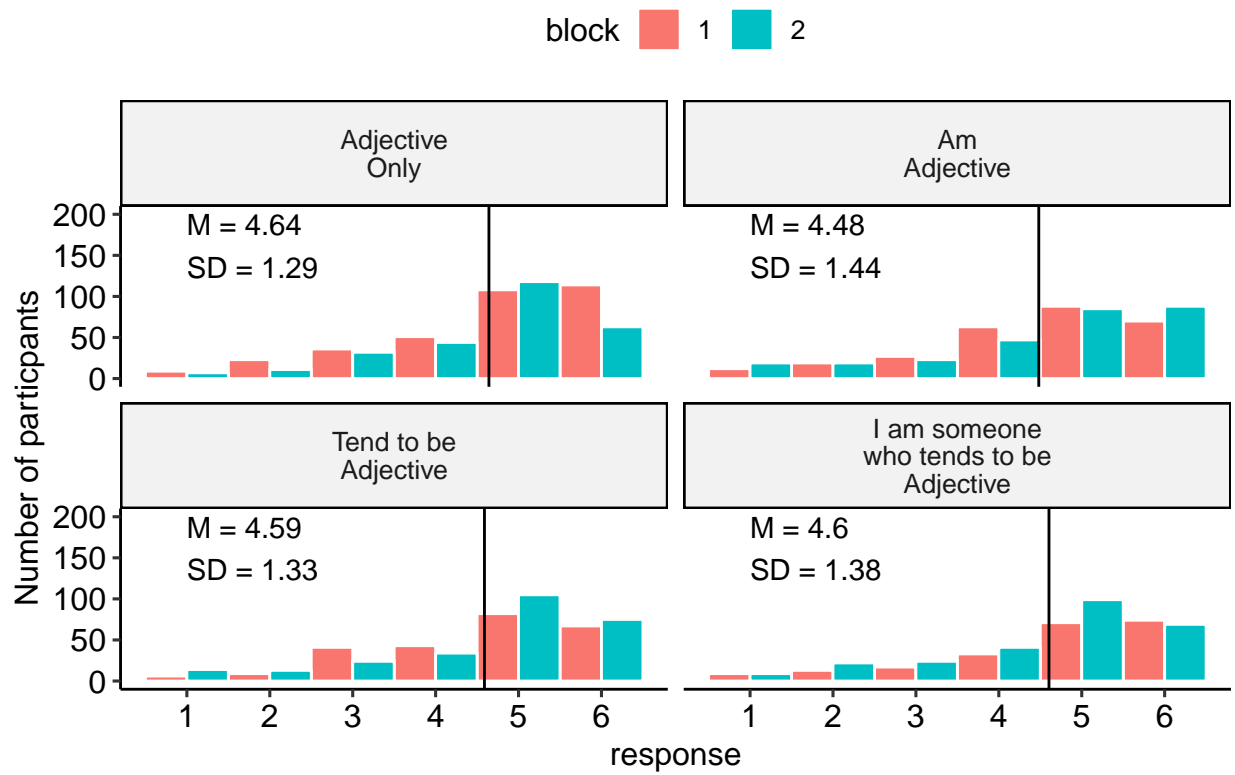 block 1 2
Adjective
Only
Am
Adjective
200
150
100
50
0
M = 4.64
SD = 1.29
M = 4.48
SD = 1.44
Number of particpants
Tend to be
Adjective
I am someone
who tends to be
Adjective
200
150
100
50
0
M = 4.59
SD = 1.33
M = 4.6
SD = 1.38
1 2 3 4 5 6 1 2 3 4 5 6
response